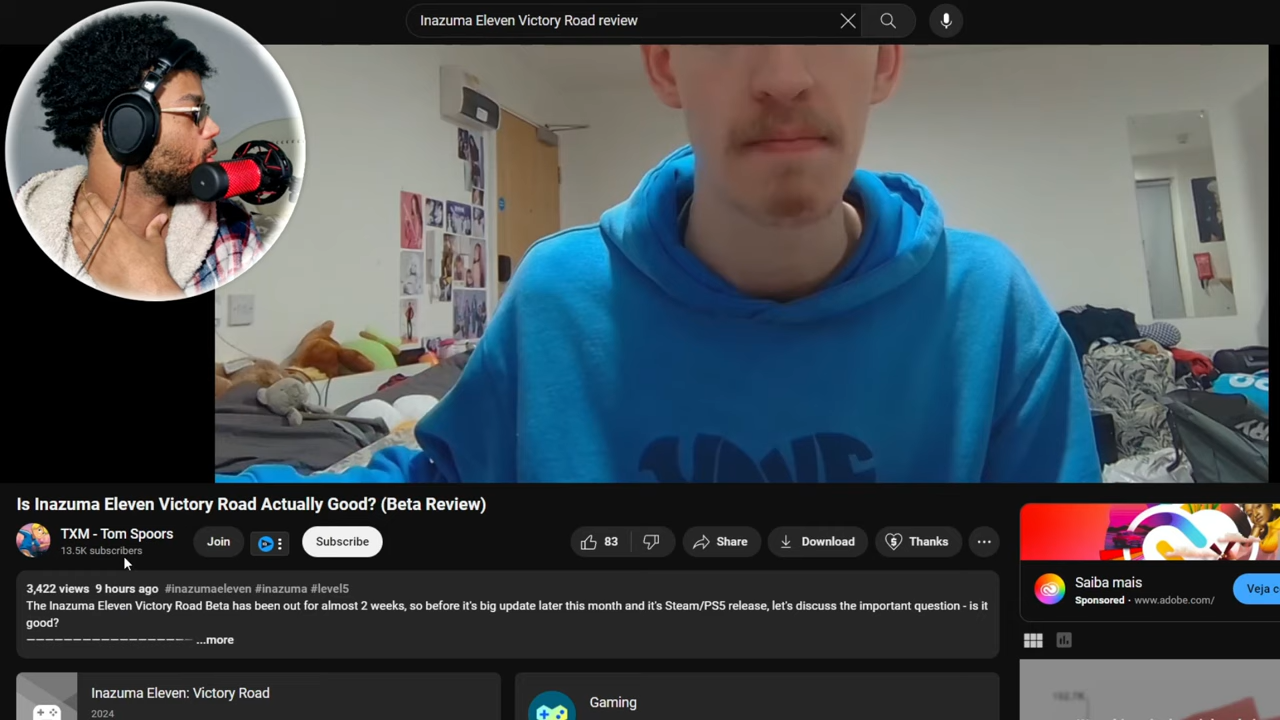 Inazuma Eleven Victory Road review
Is Inazuma Eleven Victory Road Actually Good? (Beta Review)
TXM - Tom Spoors
13.5K subscribers
Join
Subscribe
83
Share
Download
Thanks
3,422 views 9 hours ago #inazumaeleven #inazuma #level5
The Inazuma Eleven Victory Road Beta has been out for almost 2 weeks, so before it's big update later this month and it's Steam/PS5 release, let's discuss the important question - is it
good?
...more
Saiba mais
Sponsored · www.adobe.com/
Veja c
Inazuma Eleven: Victory Road
2024
Gaming